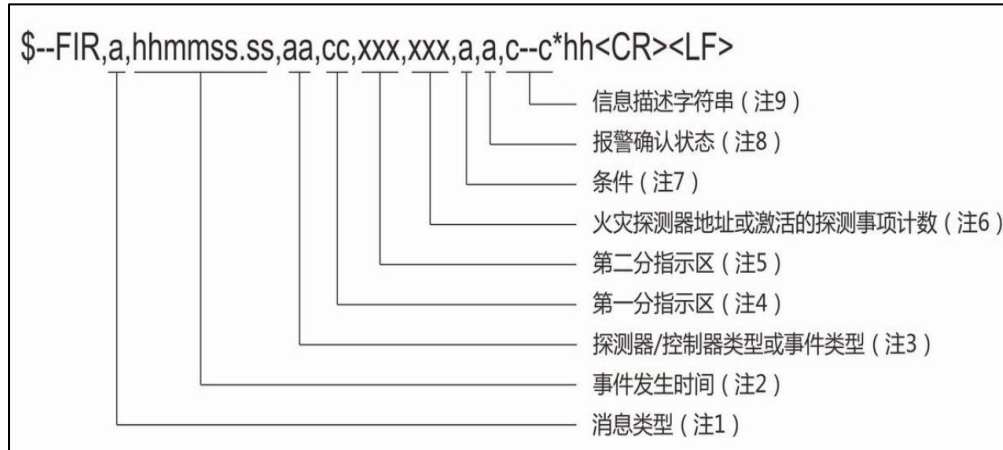 $--FIR,a,hhmmss.ss,aa,cc,xxx,xxx,a,a,c--c*hh<CR><LF>
信息描述字符串（注9）
报警确认状态（注8）
条件（注7）
火灾探测器地址或激活的探测事项计数（注6）
第二分指示区（注5）
第一分指示区（注4）
探测器/控制器类型或事件类型（注3）
事件发生时间（注2）
消息类型（注1）